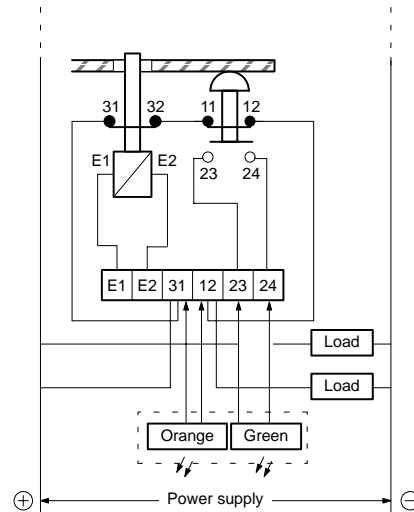 31 32 11 12
E1 E2
23 24
E1 E2 31 12 23 24
Load
Load
Orange Green
+ Power supply −